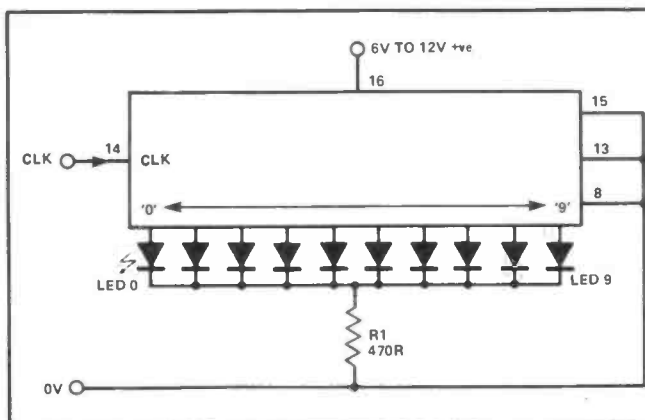 6V TO 12V +ve
16
15
14
CLK
CLK
13
8
'0'
'9'
LED 0
LED 9
R1
470R
0V